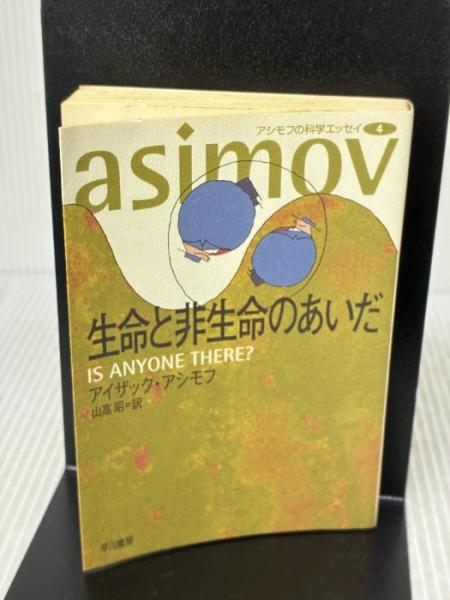 アシモフの科学エッセイ 4
asimov
生命と非生命のあいだ
IS ANYONE THERE?
アイザック・アシモフ
山高昭=訳
早川書房